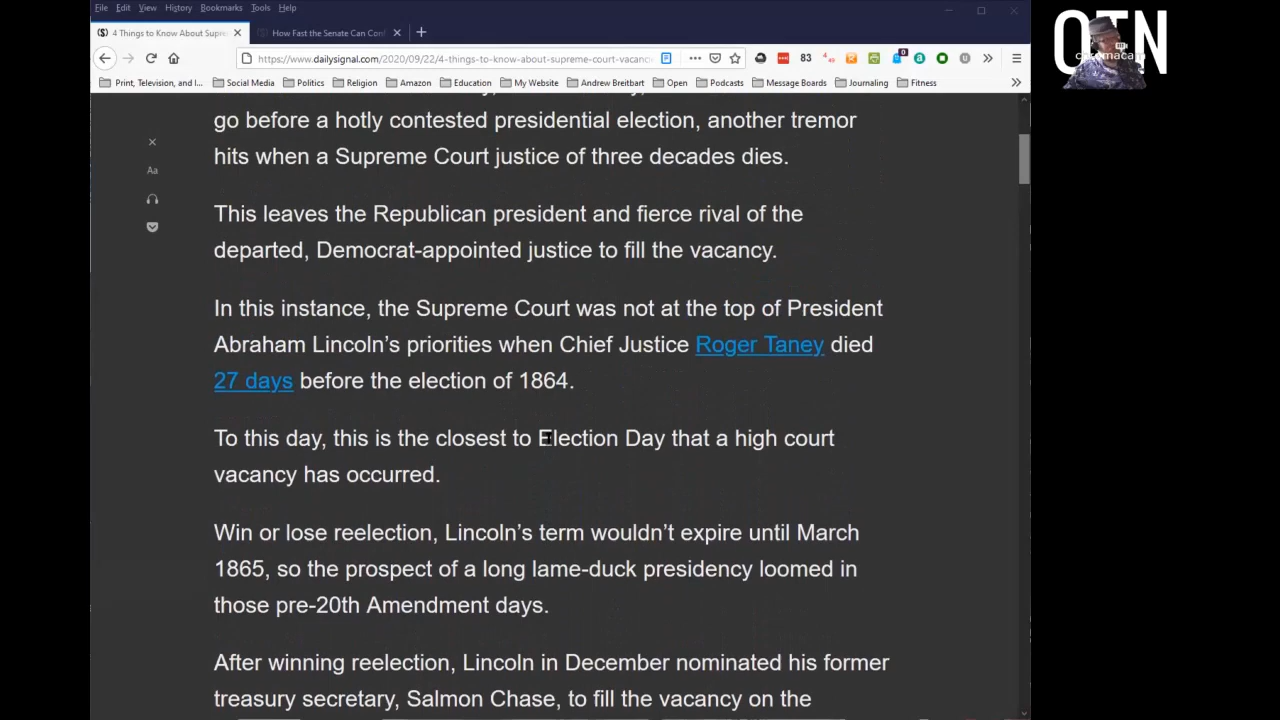 File Edit View History Bookmarks Tools Help
4 Things to Know About Supre
How Fast the Senate Can Con
https://www.dailysignal.com/2020/09/22/4-things-to-know-about-supreme-court-vacanc
83
0
Print, Television, and I... Social Media Politics Religion Amazon Education My Website Andrew Breitbart Open Podcasts Message Boards Journaling Fitness
go before a hotly contested presidential election, another tremor
hits when a Supreme Court justice of three decades dies.
Aa
This leaves the Republican president and fierce rival of the
departed, Democrat-appointed justice to fill the vacancy.
In this instance, the Supreme Court was not at the top of President
Abraham Lincoln’s priorities when Chief Justice Roger Taney died
27 days before the election of 1864.
To this day, this is the closest to Election Day that a high court
vacancy has occurred.
Win or lose reelection, Lincoln’s term wouldn’t expire until March
1865, so the prospect of a long lame-duck presidency loomed in
those pre-20th Amendment days.
After winning reelection, Lincoln in December nominated his former
treasury secretary, Salmon Chase, to fill the vacancy on the